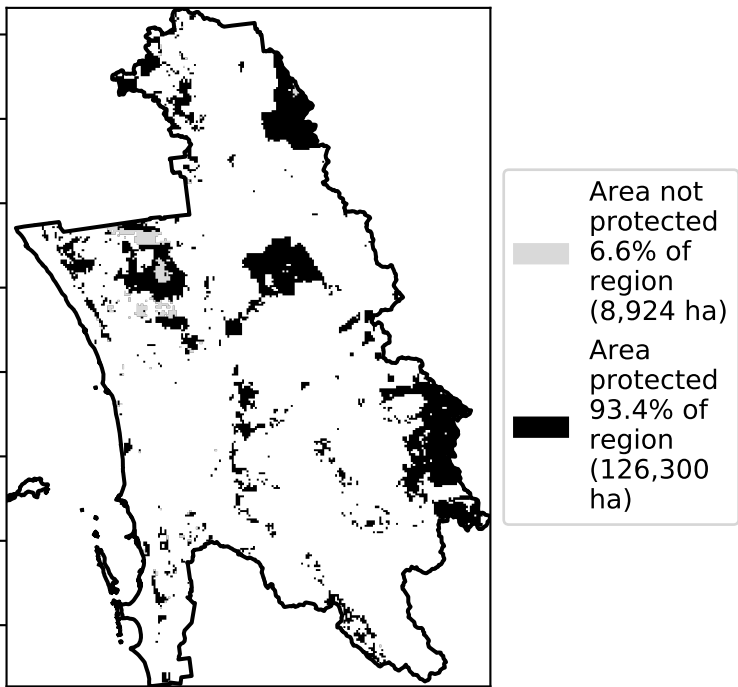 Area not
protected
6.6% of
region
(8,924 ha)
Area
protected
93.4% of
region
(126,300
ha)